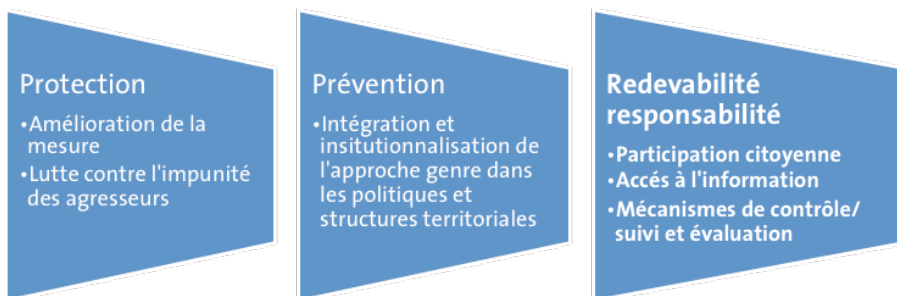 Protection
•Amélioration de la
mesure
•Lutte contre l'impunité
des agresseurs
Prévention
•Intégration et
insitutionnalisation de
l'approche genre dans
les politiques et
structures territoriales
Redevabilité
responsabilité
•Participation citoyenne
•Accés à l'information
•Mécanismes de contrôle/
suivi et évaluation